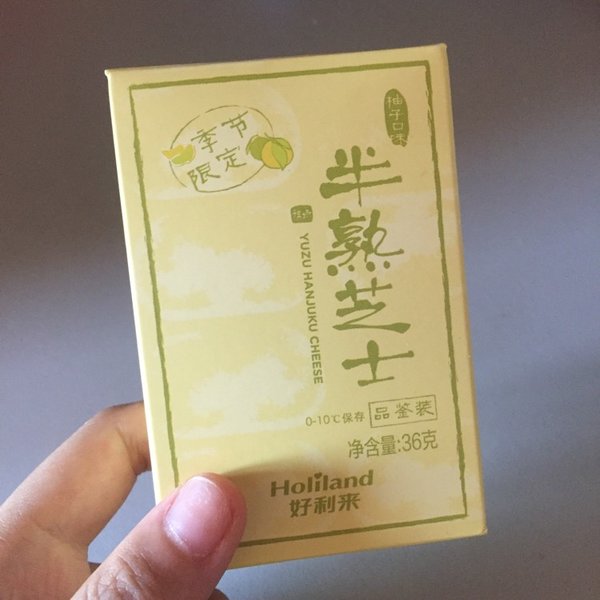 季节
限定
柚子口味
半熟芝士
YUZU HANJUKU CHEESE
0-10℃保存
品鉴装
净含量:36克
Holiland
好利来